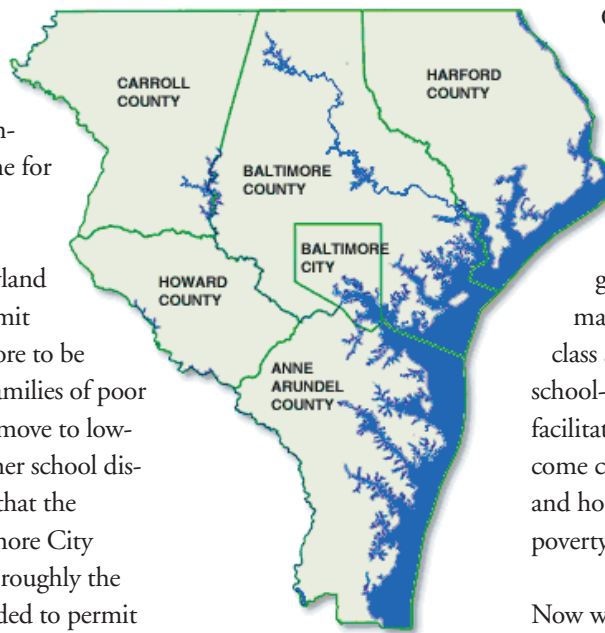 CARROLL
COUNTY
HARFORD
COUNTY
BALTIMORE
COUNTY
BALTIMORE
CITY
HOWARD
COUNTY
ANNE
ARUNDEL
COUNTY
n-
ne for
rland
mit
ore to be
amilies of poor
move to low-
her school dis-
that the
more City
roughly the
ded to permit
g
ma
class
school-
facilitat
come c
and ho
poverty
Now w